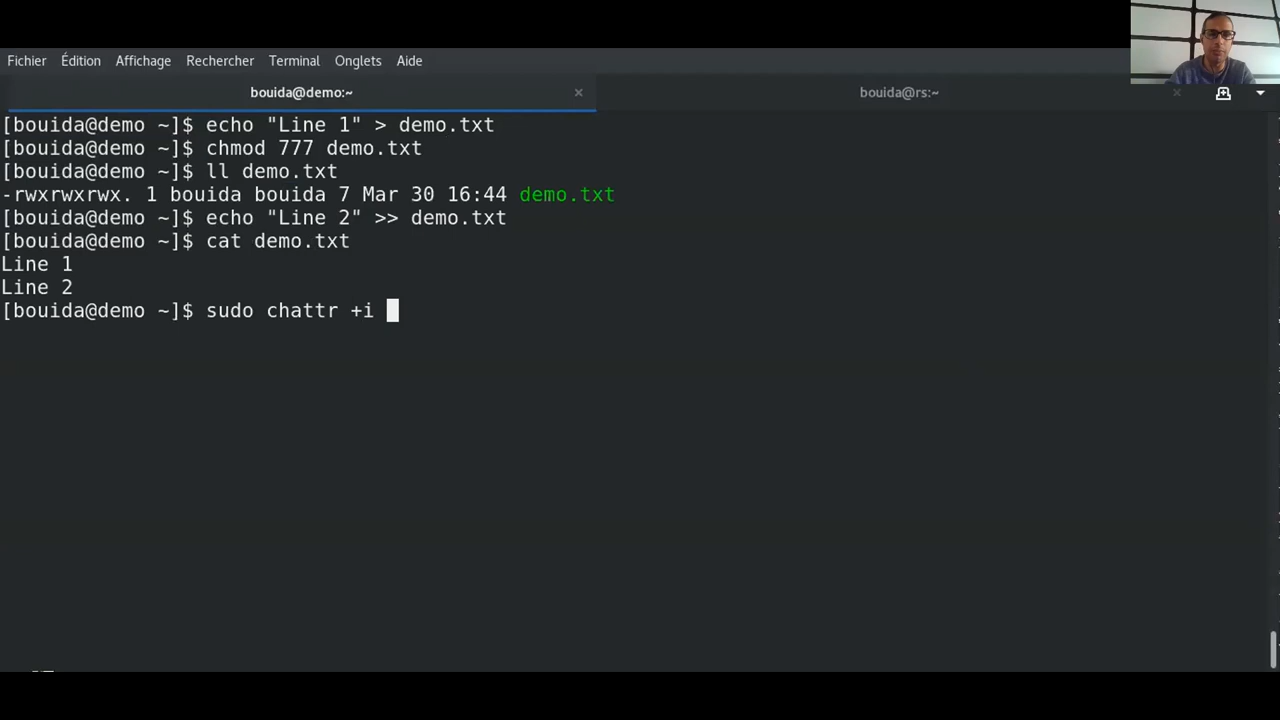 Fichier Édition Affichage Rechercher Terminal Onglets Aide
bouida@demo:~ × bouida@rs:~ ×
[bouida@demo ~]$ echo "Line 1" > demo.txt
[bouida@demo ~]$ chmod 777 demo.txt
[bouida@demo ~]$ ll demo.txt
-rwxrwxrwx. 1 bouida bouida 7 Mar 30 16:44 demo.txt
[bouida@demo ~]$ echo "Line 2" >> demo.txt
[bouida@demo ~]$ cat demo.txt
Line 1
Line 2
[bouida@demo ~]$ sudo chattr +i